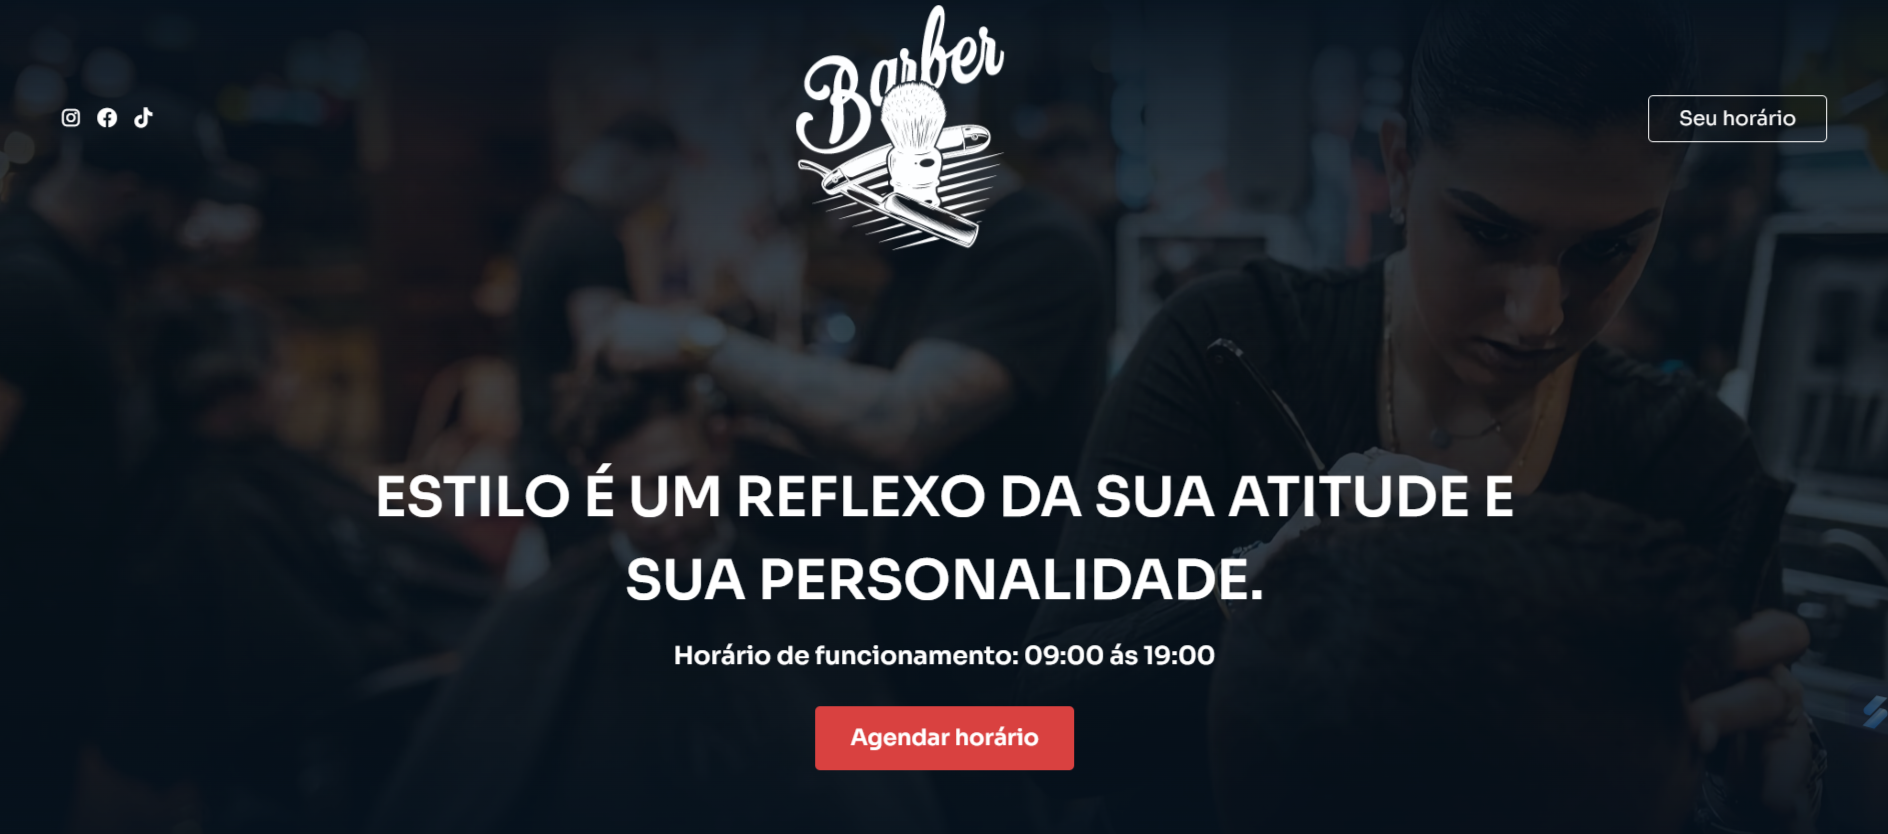 Barber
Seu horário
ESTILO É UM REFLEXO DA SUA ATITUDE E
SUA PERSONALIDADE.
Horário de funcionamento: 09:00 ás 19:00
Agendar horário